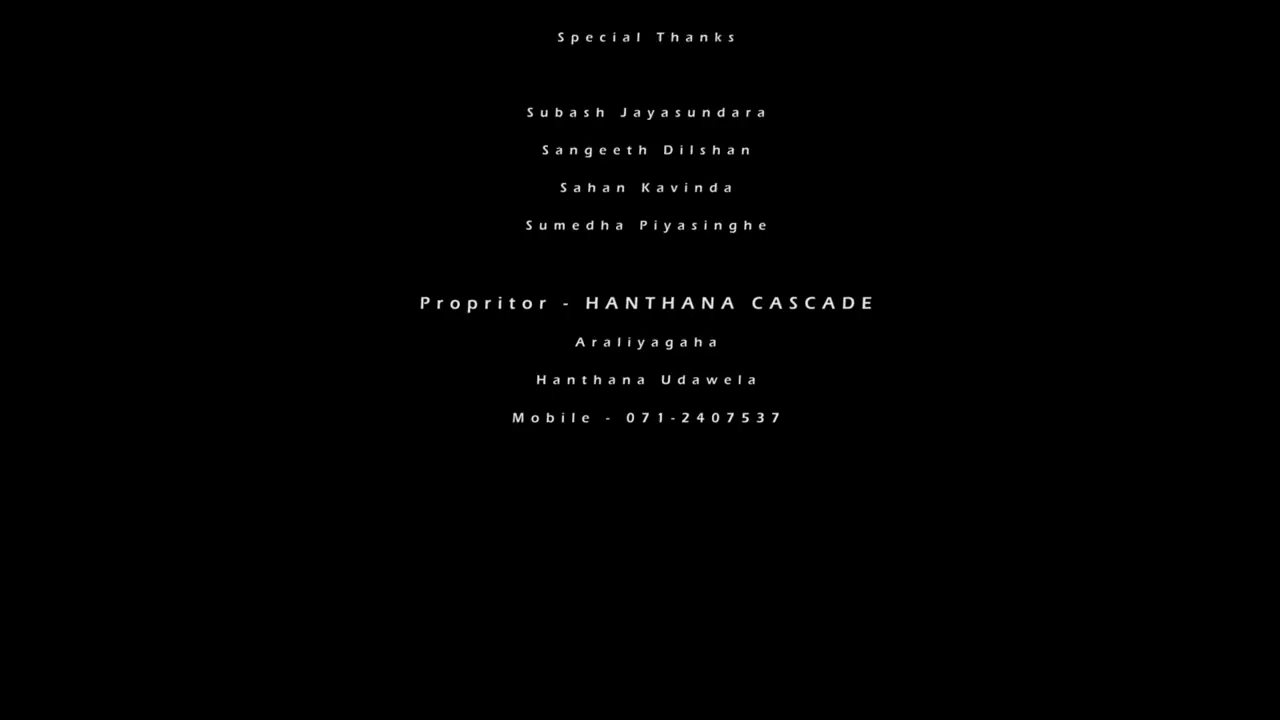 Special Thanks
Subash Jayasundara
Sangeeth Dilshan
Sahan Kavinda
Sumedha Piyasinghe
Propritor - HANTHANA CASCADE
Araliyagaha
Hanthana Udawela
Mobile - 071-2407537